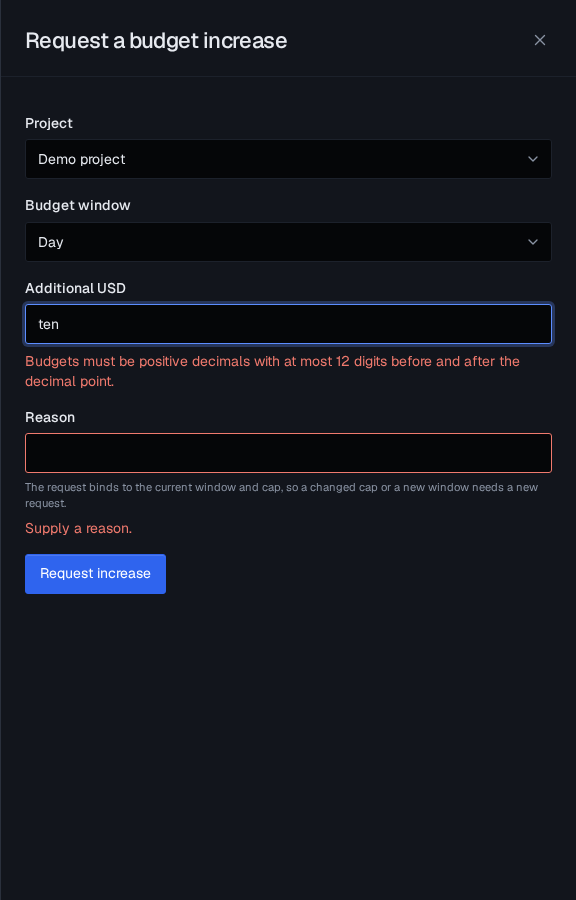 Request a budget increase
Project
Demo project
Budget window
Day
Additional USD
ten
Budgets must be positive decimals with at most 12 digits before and after the
decimal point.
Reason
The request binds to the current window and cap, so a changed cap or a new window needs a new
request.
Supply a reason.
Request increase